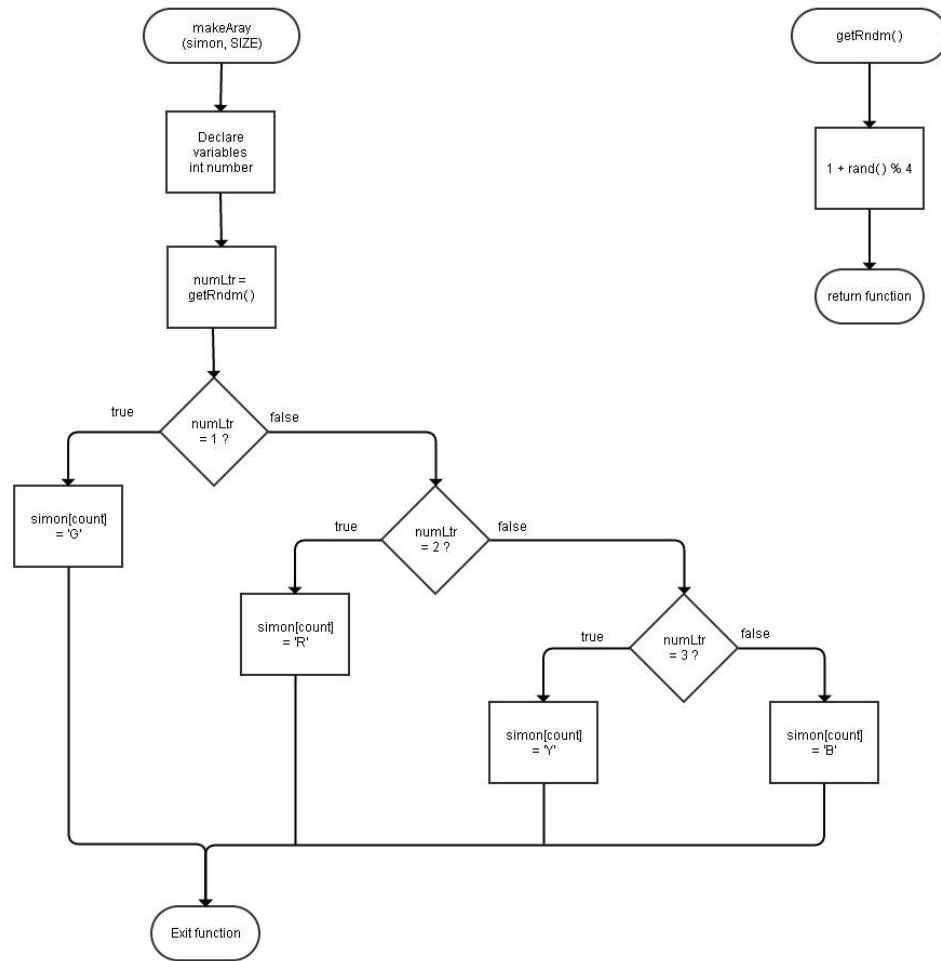 makeAray
(simon, SIZE)
getRndm( )
Declare
variables
int number
1 + rand( ) % 4
numLtr =
getRndm( )
return function
numLtr
= 1 ?
true
false
simon[count]
= 'G'
numLtr
= 2 ?
true
false
simon[count]
= 'R'
numLtr
= 3 ?
true
false
simon[count]
= 'Y'
simon[count]
= 'B'
Exit function